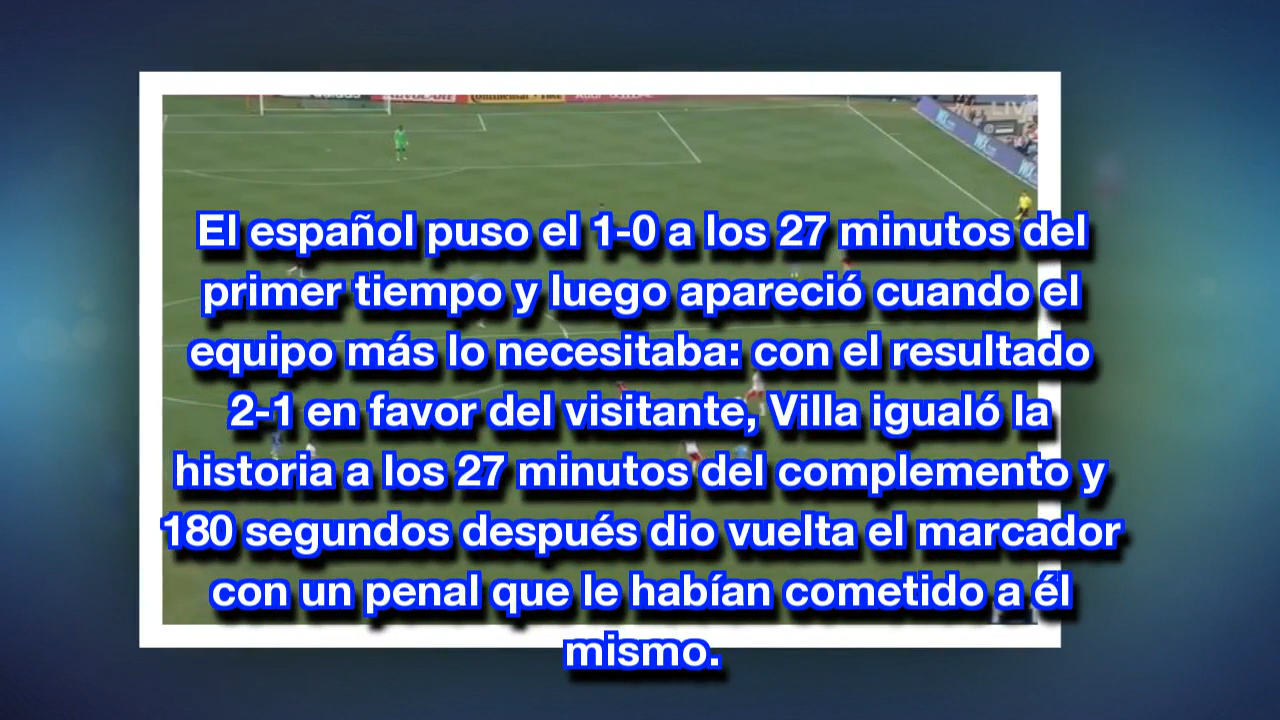 LIV
El español puso el 1-0 a los 27 minutos del
primer tiempo y luego apareció cuando el
equipo más lo necesitaba: con el resultado
2-1 en favor del visitante, Villa igualó la
historia a los 27 minutos del complemento y
180 segundos después dio vuelta el marcador
con un penal que le habían cometido a él
mismo.